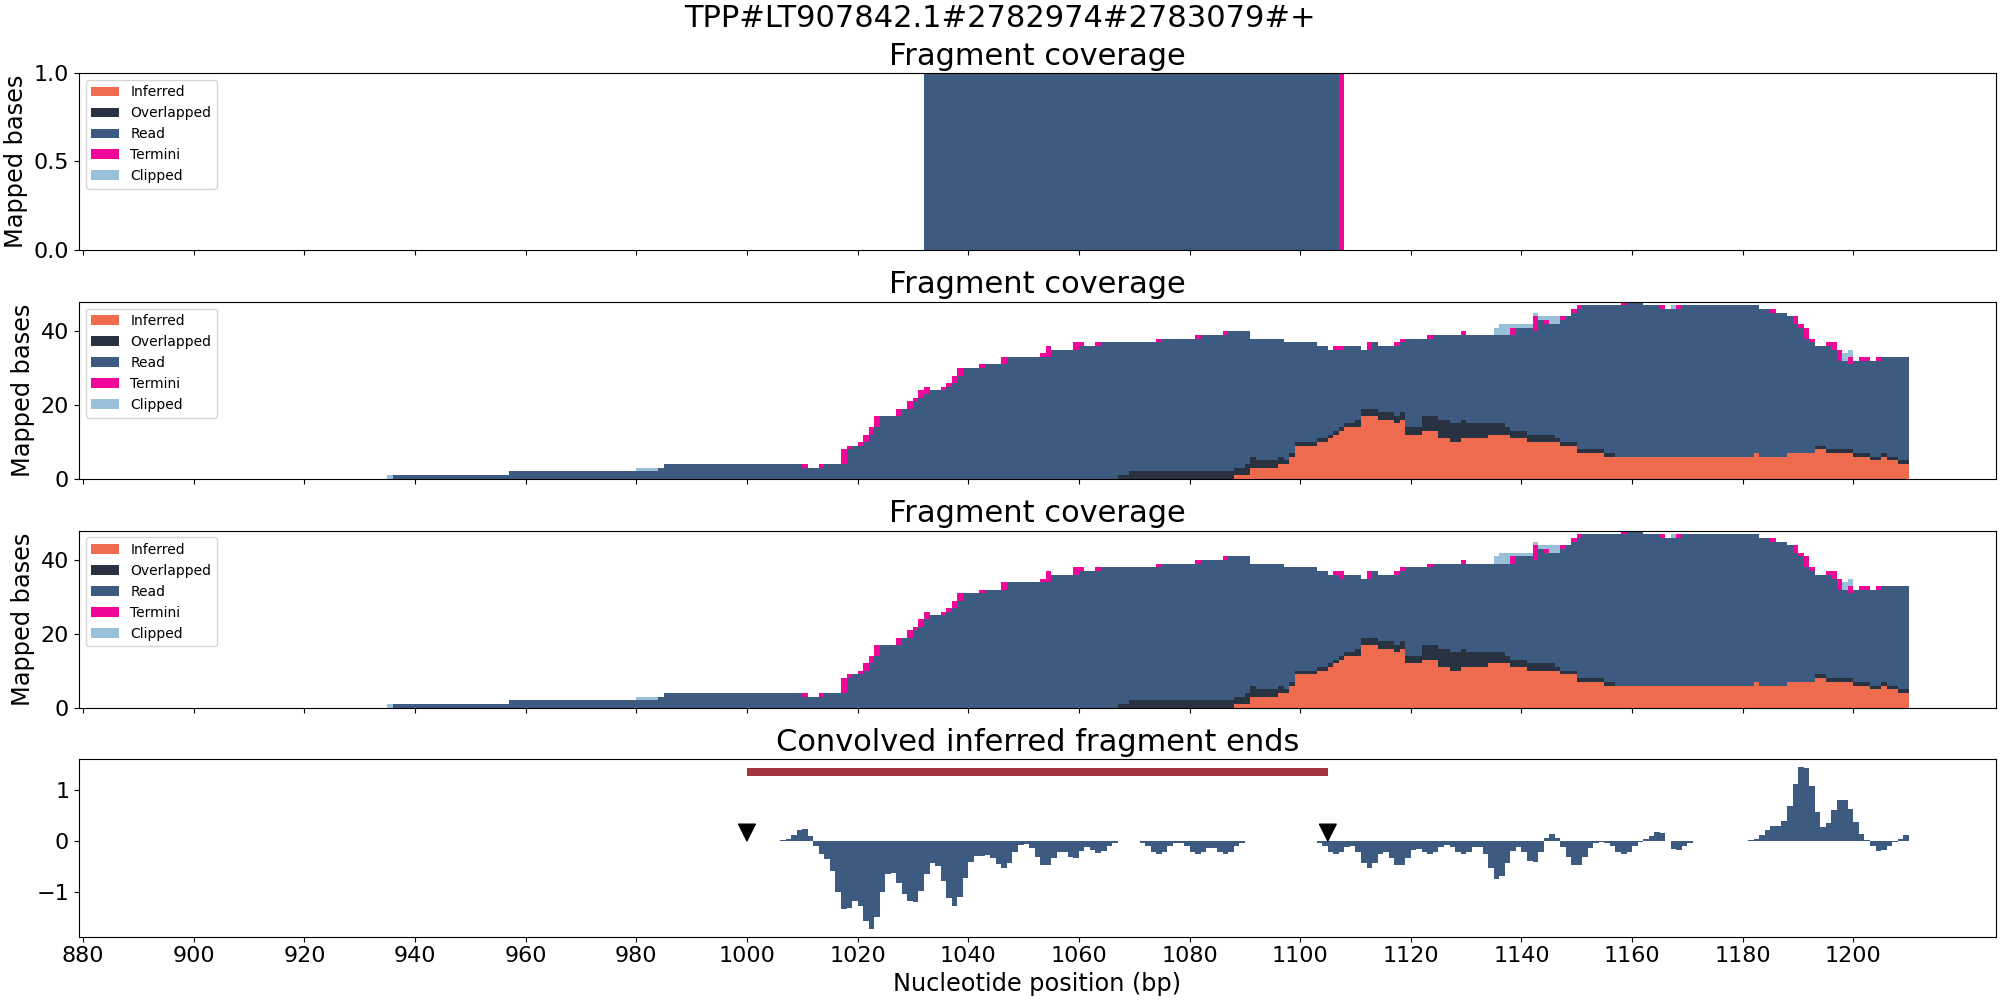 TPP#LT907842.1#2782974#2783079#+
Fragment coverage
Mapped bases
1.0
0.5
0.0
Inferred
Overlapped
Read
Termini
Clipped
Fragment coverage
Mapped bases
40
20
0
Inferred
Overlapped
Read
Termini
Clipped
Fragment coverage
Mapped bases
40
20
0
Inferred
Overlapped
Read
Termini
Clipped
Convolved inferred fragment ends
1
0
−1
880 900 920 940 960 980 1000 1020 1040 1060 1080 1100 1120 1140 1160 1180 1200
Nucleotide position (bp)